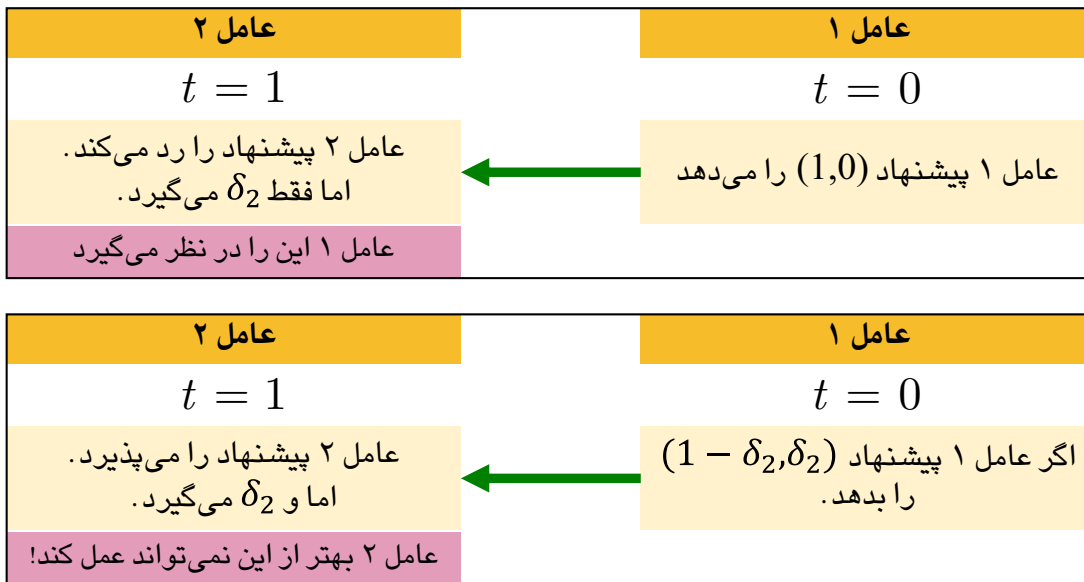 عامل ۱
عامل ۲
t = 0
t = 1
عامل ۱ پیشنهاد (1,0) را می‌دهد
عامل ۲ پیشنهاد را رد می‌کند.
اما فقط δ₂ می‌گیرد.
عامل ۱ این را در نظر می‌گیرد
عامل ۱
عامل ۲
t = 0
t = 1
اگر عامل ۱ پیشنهاد (1 − δ₂,δ₂)
را بدهد.
عامل ۲ پیشنهاد را می‌پذیرد.
اما و δ₂ می‌گیرد.
عامل ۲ بهتر از این نمی‌تواند عمل کند!